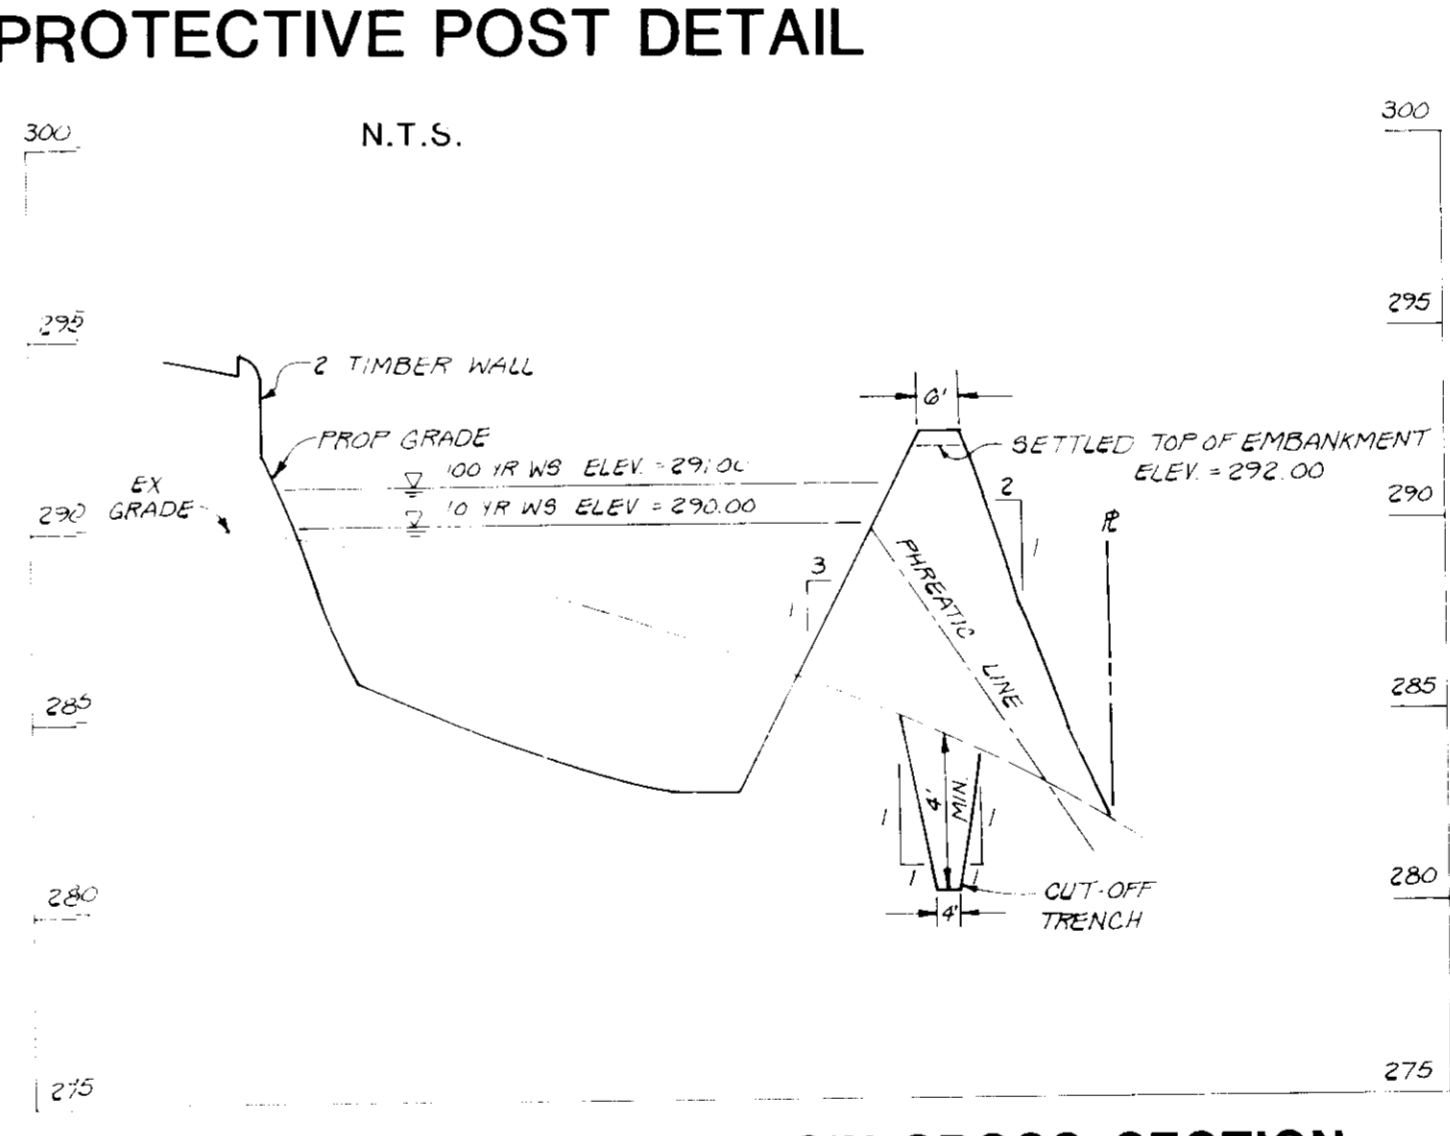 PROTECTIVE POST DETAIL
N.T.S.
300
300
295
295
2 TIMBER WALL
6'
PROP GRADE
SETTLED TOP OF EMBANKMENT
ELEV. = 292.00
100 YR WS ELEV. = 291.00
10 YR WS ELEV = 290.00
EX
GRADE
290
290
2
1
3
1
PHREATIC LINE
285
285
4'
MIN.
1
1
1
1
280
280
CUT-OFF
TRENCH
4'
275
275